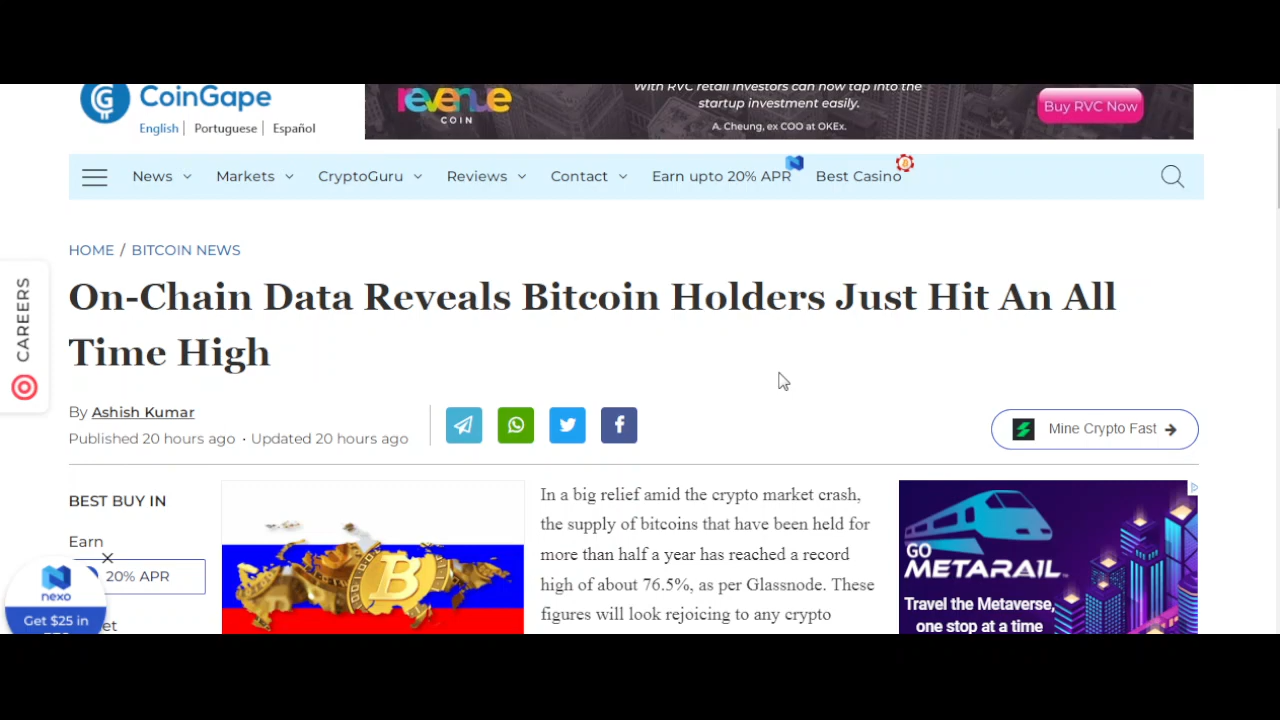 CoinGape
English
Portuguese
Español
revenue
COIN
With RVC retail investors can now tap into the
startup investment easily.
A. Cheung, ex COO at OKEx.
Buy RVC Now
News
Markets
CryptoGuru
Reviews
Contact
Earn upto 20% APR
Best Casino
HOME / BITCOIN NEWS
CAREERS
On-Chain Data Reveals Bitcoin Holders Just Hit An All
Time High
By Ashish Kumar
Published 20 hours ago · Updated 20 hours ago
Mine Crypto Fast
BEST BUY IN
Earn
20% APR
nexo
Get $25 in
In a big relief amid the crypto market crash,
the supply of bitcoins that have been held for
more than half a year has reached a record
high of about 76.5%, as per Glassnode. These
figures will look rejoicing to any crypto
GO
METARAIL
Travel the Metaverse,
one stop at a time